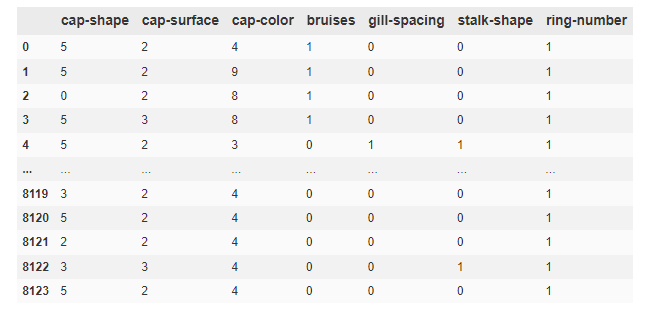 cap-shape cap-surface cap-color bruises gill-spacing stalk-shape ring-number
0 5 2 4 1 0 0 1
1 5 2 9 1 0 0 1
2 0 2 8 1 0 0 1
3 5 3 8 1 0 0 1
4 5 2 3 0 1 1 1
... ... ... ... ... ... ... ...
8119 3 2 4 0 0 0 1
8120 5 2 4 0 0 0 1
8121 2 2 4 0 0 0 1
8122 3 3 4 0 0 1 1
8123 5 2 4 0 0 0 1